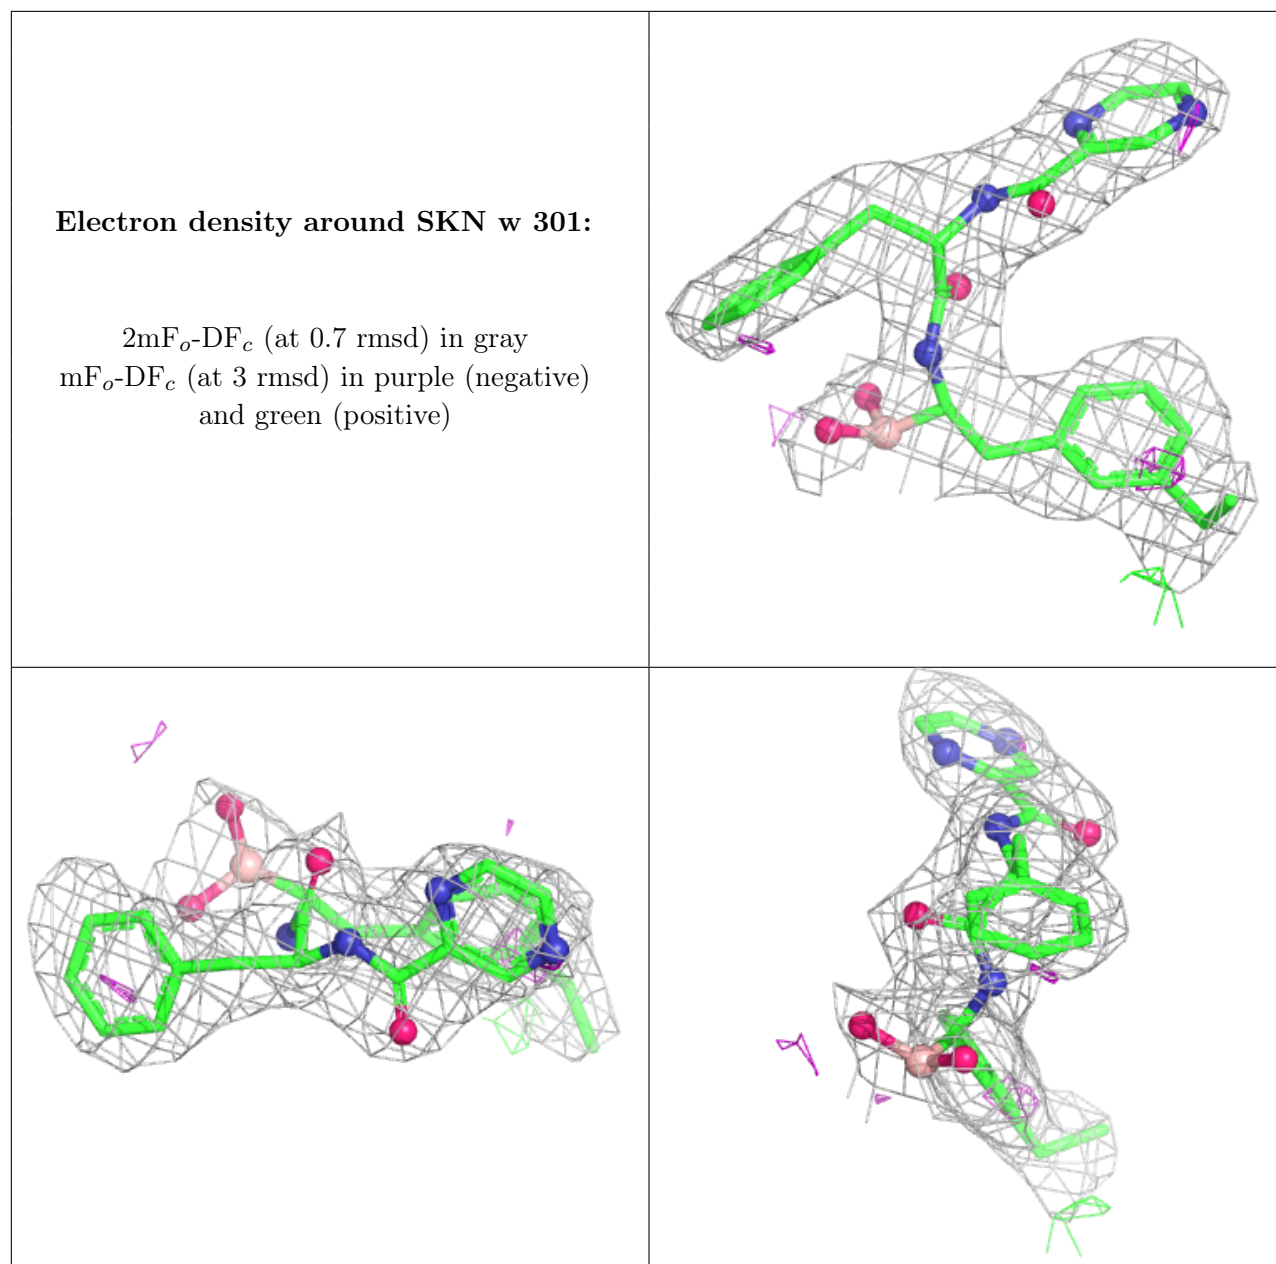 Electron density around SKN w 301:
2mFo-DFc (at 0.7 rmsd) in gray
mFo-DFc (at 3 rmsd) in purple (negative)
and green (positive)